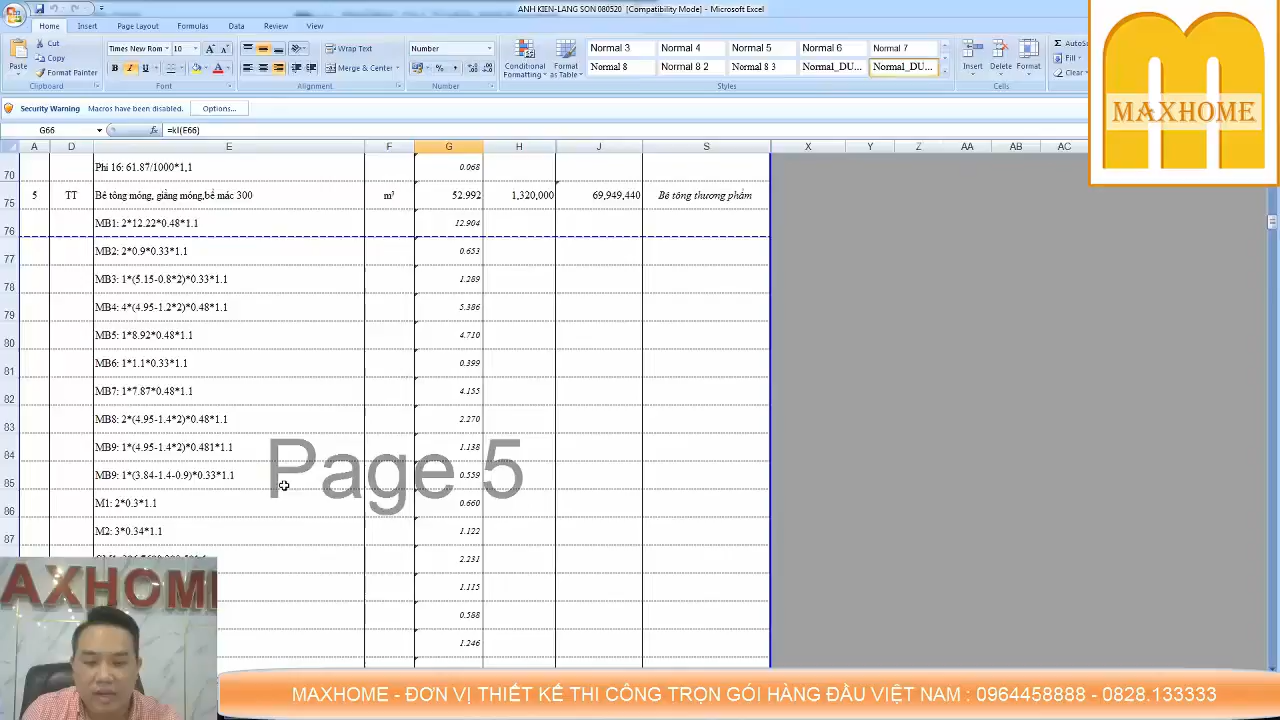 ANH KIEN-LANG SON 080520 [Compatibility Mode] - Microsoft Excel
Home Insert Page Layout Formulas Data Review View
Paste Cut Copy Format Painter
Times New Rom 10
Wrap Text
Merge & Center
Number
Conditional Formatting Format as Table
Normal 3 Normal 4 Normal 5 Normal 6 Normal 7
Normal 8 Normal 8 2 Normal 8 3 Normal_DU... Normal_DU...
Insert Delete Format
AutoSu
Fill
Clear
Clipboard Font Alignment Number Styles Cells
Security Warning Macros have been disabled. Options...
G66 fx =kl(E66)
A D E F G H J S X Y Z AA AB AC
70 Phi 16: 61.87/1000*1,1 0.068
75 5 TT Bê tông móng, giằng móng,bể mác 300 m³ 52.992 1,320,000 69,949,440 Bê tông thương phẩm
76 MB1: 2*12.22*0.48*1.1 12.904
77 MB2: 2*0.9*0.33*1.1 0.653
78 MB3: 1*(5.15-0.8*2)*0.33*1.1 1.289
79 MB4: 4*(4.95-1.2*2)*0.48*1.1 5.386
80 MB5: 1*8.92*0.48*1.1 4.710
81 MB6: 1*1.1*0.33*1.1 0.399
82 MB7: 1*7.87*0.48*1.1 4.155
83 MB8: 2*(4.95-1.4*2)*0.48*1.1 2.270
84 MB9: 1*(4.95-1.4*2)*0.481*1.1 1.138
85 MB9: 1*(3.84-1.4-0.9)*0.33*1.1 0.559
86 M1: 2*0.3*1.1 0.660
87 M2: 3*0.34*1.1 1.122
2.231
1.115
0.588
1.246
Page 5
MAXHOME
AXHOM
MAXHOME - ĐƠN VỊ THIẾT KẾ THI CÔNG TRỌN GÓI HÀNG ĐẦU VIỆT NAM : 0964458888 - 0828.133333